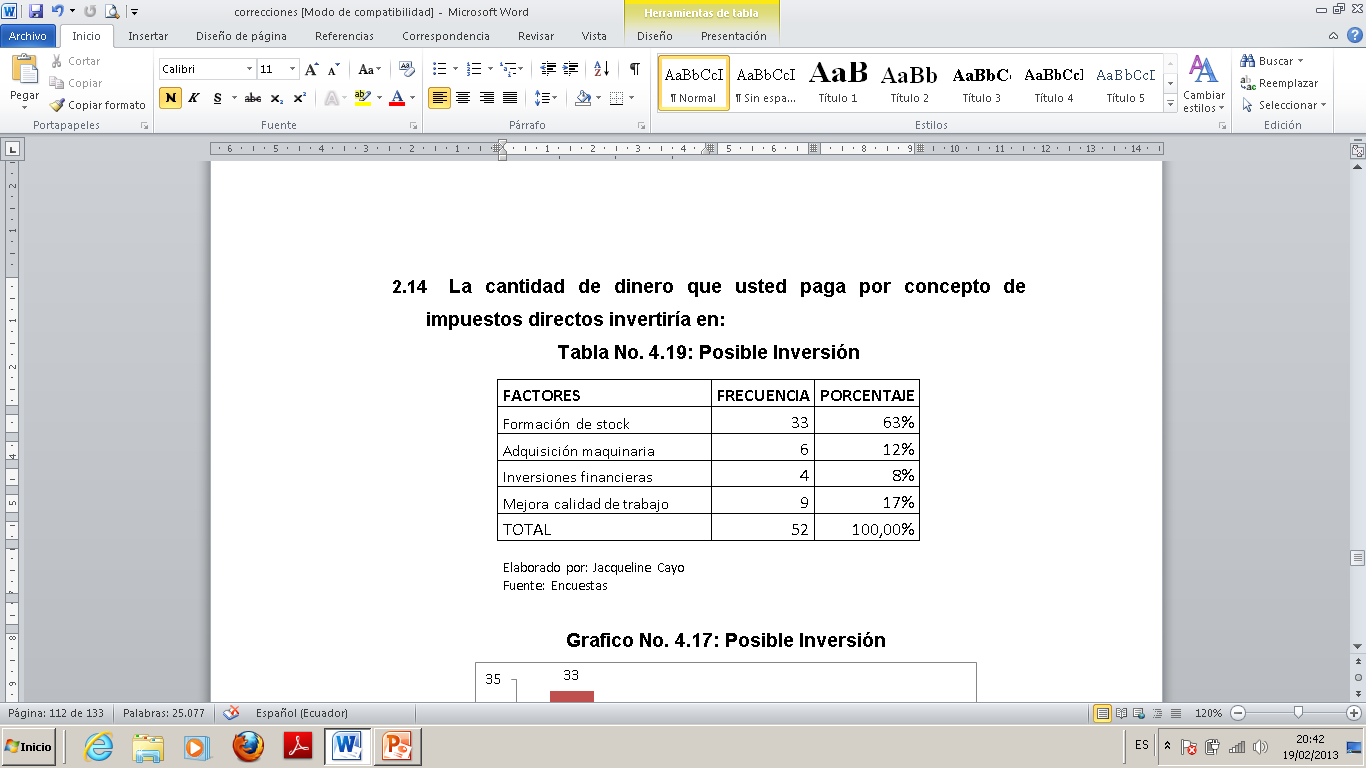 correcciones [Modo de compatibilidad] - Microsoft Word
Herramientas de tabla
Archivo Inicio Insertar Diseño de página Referencias Correspondencia Revisar Vista Diseño Presentación
Pegar
Cortar
Copiar
Copiar formato
Portapapeles
Calibri 11
N K S abc x₂ x²
Fuente
Párrafo
AaBbCcI AaBbCcI AaB AaBb AaBbC AaBbCcI AaBbCcI
¶ Normal ¶ Sin espa... Título 1 Título 2 Título 3 Título 4 Título 5
Estilos
Cambiar estilos
Buscar
Reemplazar
Seleccionar
Edición
2.14 La cantidad de dinero que usted paga por concepto de
impuestos directos invertiría en:
Tabla No. 4.19: Posible Inversión
FACTORES FRECUENCIA PORCENTAJE
Formación de stock 33 63%
Adquisición maquinaria 6 12%
Inversiones financieras 4 8%
Mejora calidad de trabajo 9 17%
TOTAL 52 100,00%
Elaborado por: Jacqueline Cayo
Fuente: Encuestas
Grafico No. 4.17: Posible Inversión
35 33
Página: 112 de 133 Palabras: 25.077 Español (Ecuador) 120%
Inicio ES 20:42
19/02/2013